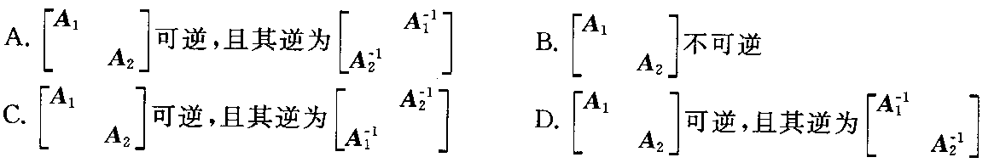 A. [A₁ A₂] 可逆,且其逆为 [A₁⁻¹ A₂⁻¹] B. [A₁ A₂] 不可逆
C. [A₁ A₂] 可逆,且其逆为 [A₂⁻¹ A₁⁻¹] D. [A₁ A₂] 可逆,且其逆为 [A₁⁻¹ A₂⁻¹]